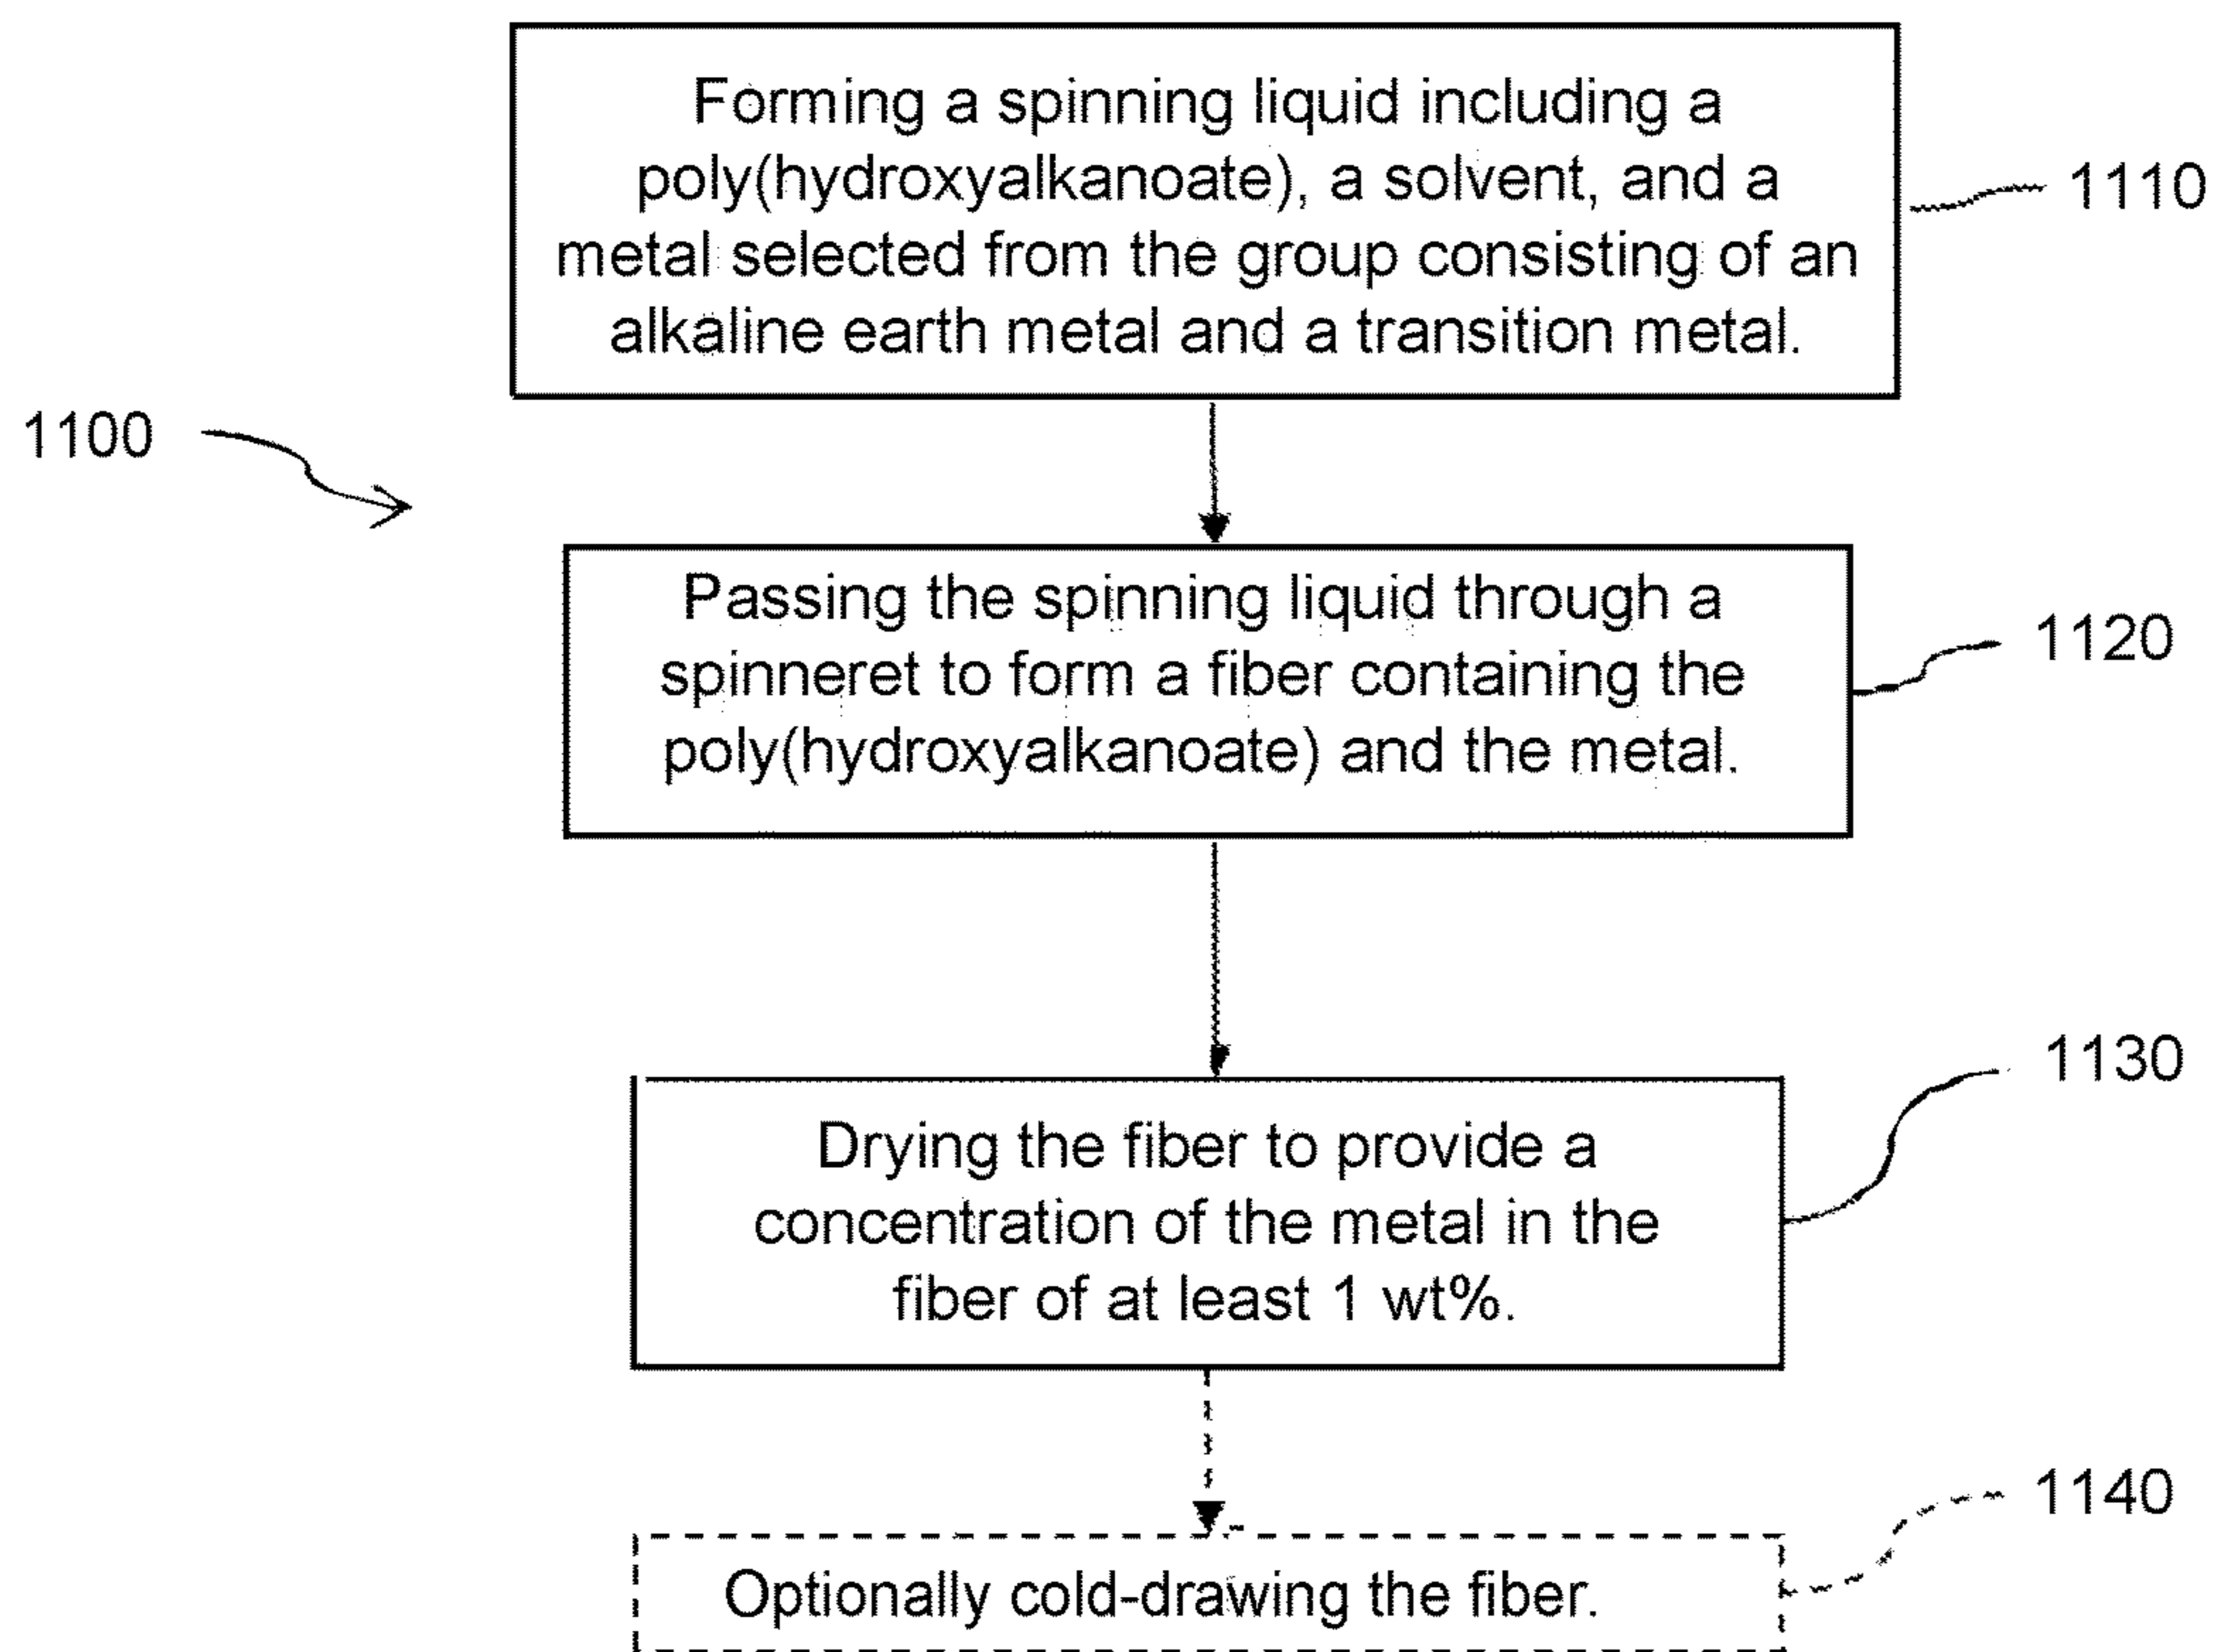 Forming a spinning liquid including a
poly(hydroxyalkanoate), a solvent, and a
metal selected from the group consisting of an
alkaline earth metal and a transition metal.
1110
1100
Passing the spinning liquid through a
spinneret to form a fiber containing the
poly(hydroxyalkanoate) and the metal.
1120
Drying the fiber to provide a
concentration of the metal in the
fiber of at least 1 wt%.
1130
Optionally cold-drawing the fiber.
1140